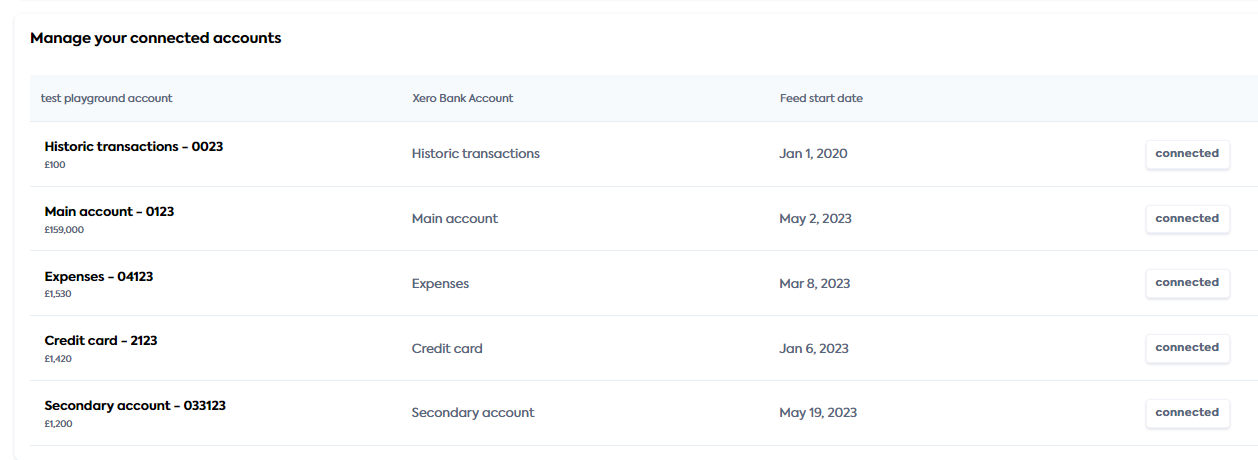 Manage your connected accounts
test playground account Xero Bank Account Feed start date
Historic transactions - 0023
£100
Historic transactions Jan 1, 2020 connected
Main account - 0123
£159,000
Main account May 2, 2023 connected
Expenses - 04123
£1,530
Expenses Mar 8, 2023 connected
Credit card - 2123
£1,420
Credit card Jan 6, 2023 connected
Secondary account - 033123
£1,200
Secondary account May 19, 2023 connected